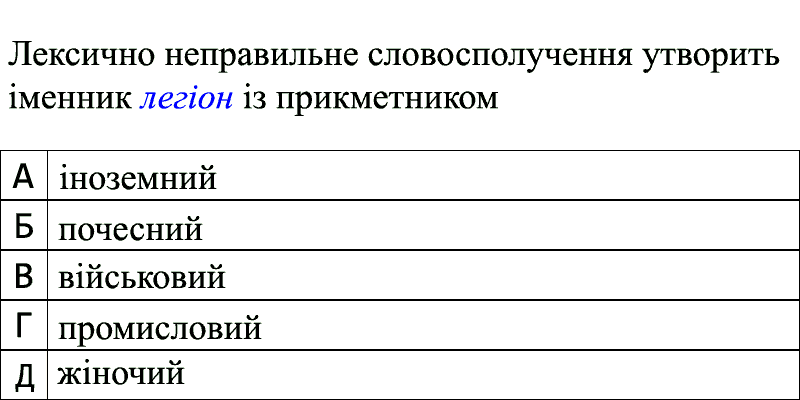 Лексично неправильне словосполучення утворить
іменник легіон із прикметником
А іноземний
Б почесний
В військовий
Г промисловий
Д жіночий